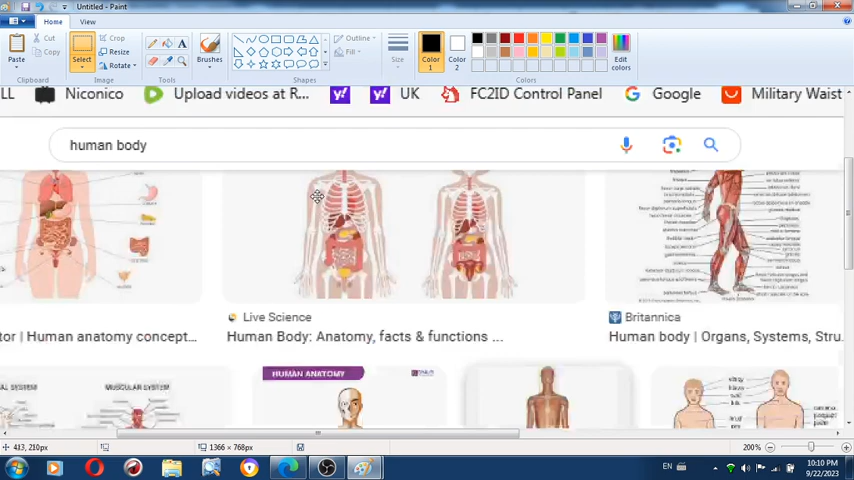 Untitled - Paint
Home View
Paste
Cut
Copy
Select
Crop
Resize
Rotate
Brushes
Outline
Fill
Size
Color
1
Color
2
Edit
colors
Clipboard Image Tools Shapes Colors
LL Niconico Upload videos at R... UK FC2ID Control Panel Google Military Waist
human body
Live Science
Britannica
tor | Human anatomy concept...
Human Body: Anatomy, facts & functions ...
Human body | Organs, Systems, Stru
AL SYSTEM
MUSCULAR SYSTEM
HUMAN ANATOMY
413, 210px
1366 × 768px
200%
EN
10:10 PM
9/22/2023